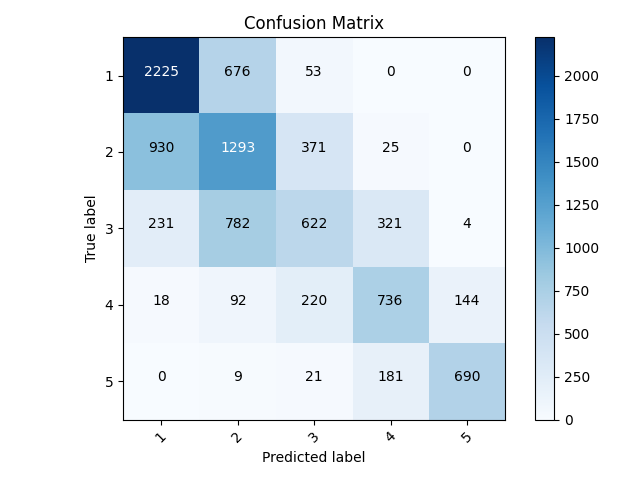 Confusion Matrix
True label
1 2225 676 53 0 0
2 930 1293 371 25 0
3 231 782 622 321 4
4 18 92 220 736 144
5 0 9 21 181 690
1 2 3 4 5
Predicted label
2000
1750
1500
1250
1000
750
500
250
0